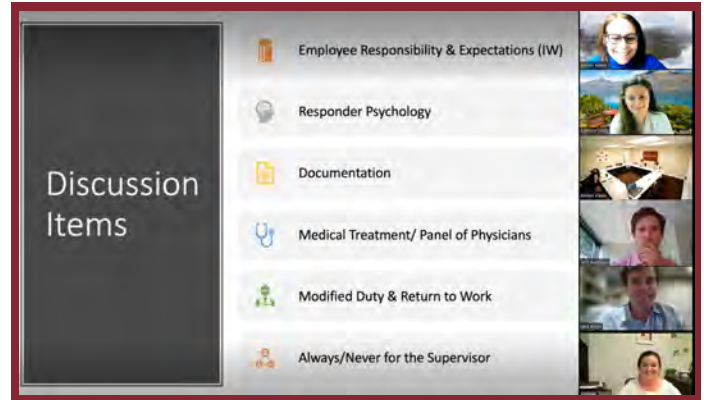 Discussion
Items
Employee Responsibility & Expectations (IW)
Responder Psychology
Documentation
Medical Treatment/ Panel of Physicians
Modified Duty & Return to Work
Always/Never for the Supervisor